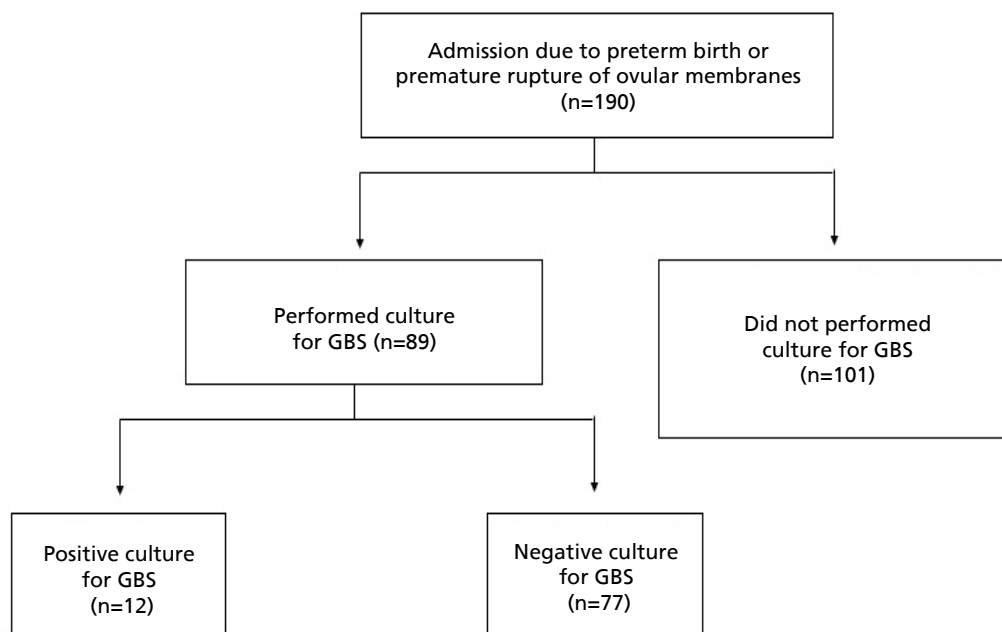 Admission due to preterm birth or
premature rupture of ovular membranes
(n=190)
Performed culture
for GBS (n=89)
Did not performed
culture for GBS
(n=101)
Positive culture
for GBS
(n=12)
Negative culture
for GBS
(n=77)